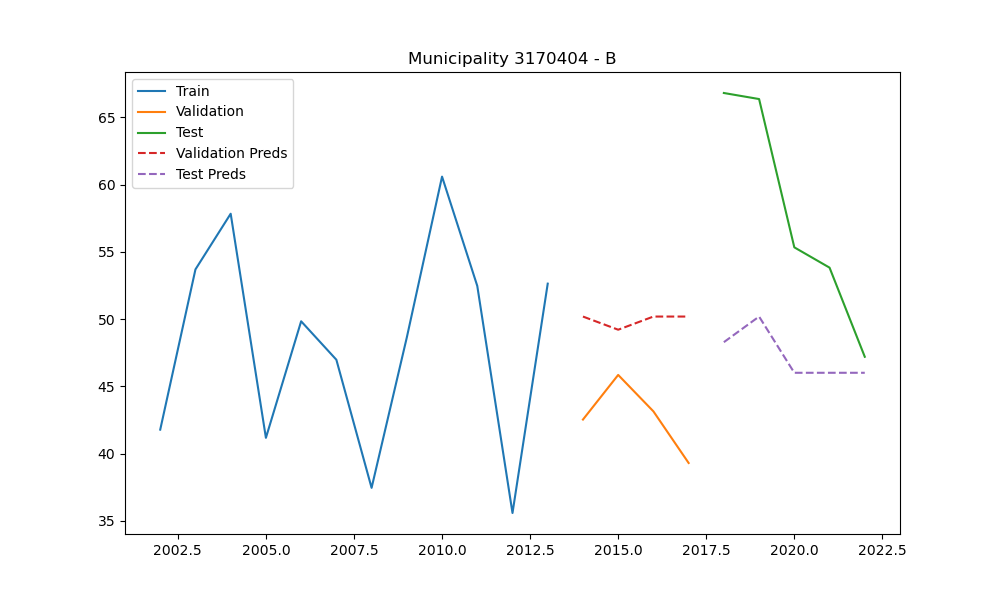 Municipality 3170404 - B
Train
Validation
Test
Validation Preds
Test Preds
65
60
55
50
45
40
35
2002.5 2005.0 2007.5 2010.0 2012.5 2015.0 2017.5 2020.0 2022.5